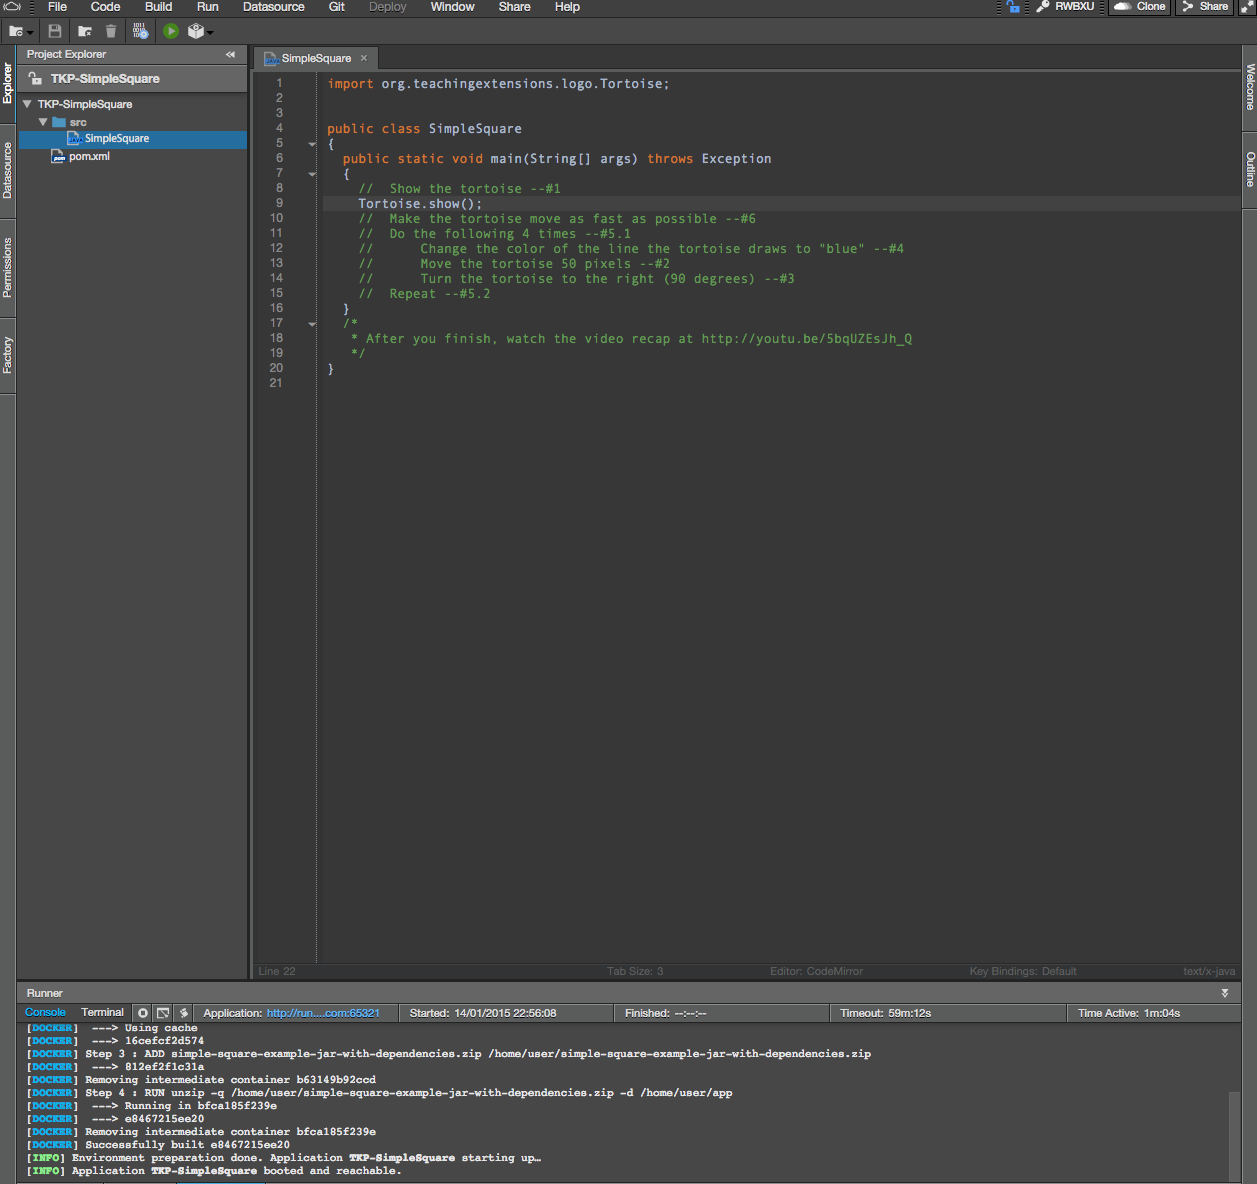 File Code Build Run Datasource Git Deploy Window Share Help RWBXU Clone Share
Project Explorer
TKP-SimpleSquare
TKP-SimpleSquare
src
SimpleSquare
pom.xml
Explorer
Datasource
Permissions
Factory
SimpleSquare ×
1 import org.teachingextensions.logo.Tortoise;
2
3
4 public class SimpleSquare
5 {
6 public static void main(String[] args) throws Exception
7 {
8 // Show the tortoise --#1
9 Tortoise.show();
10 // Make the tortoise move as fast as possible --#6
11 // Do the following 4 times --#5.1
12 // Change the color of the line the tortoise draws to "blue" --#4
13 // Move the tortoise 50 pixels --#2
14 // Turn the tortoise to the right (90 degrees) --#3
15 // Repeat --#5.2
16 }
17 /*
18 * After you finish, watch the video recap at http://youtu.be/5bqUZEsJh_Q
19 */
20 }
21
Welcome
Outline
Line 22 Tab Size: 3 Editor: CodeMirror Key Bindings: Default text/x-java
Runner
Console Terminal Application: http://run....com:65321 Started: 14/01/2015 22:56:08 Finished: --:--:-- Timeout: 59m:12s Time Active: 1m:04s
[DOCKER] ---> Using cache
[DOCKER] ---> 16cefcf2d574
[DOCKER] Step 3 : ADD simple-square-example-jar-with-dependencies.zip /home/user/simple-square-example-jar-with-dependencies.zip
[DOCKER] ---> 812ef2f1c31a
[DOCKER] Removing intermediate container b63149b92ccd
[DOCKER] Step 4 : RUN unzip -q /home/user/simple-square-example-jar-with-dependencies.zip -d /home/user/app
[DOCKER] ---> Running in bfca185f239e
[DOCKER] ---> e8467215ee20
[DOCKER] Removing intermediate container bfca185f239e
[DOCKER] Successfully built e8467215ee20
[INFO] Environment preparation done. Application TKP-SimpleSquare starting up…
[INFO] Application TKP-SimpleSquare booted and reachable.